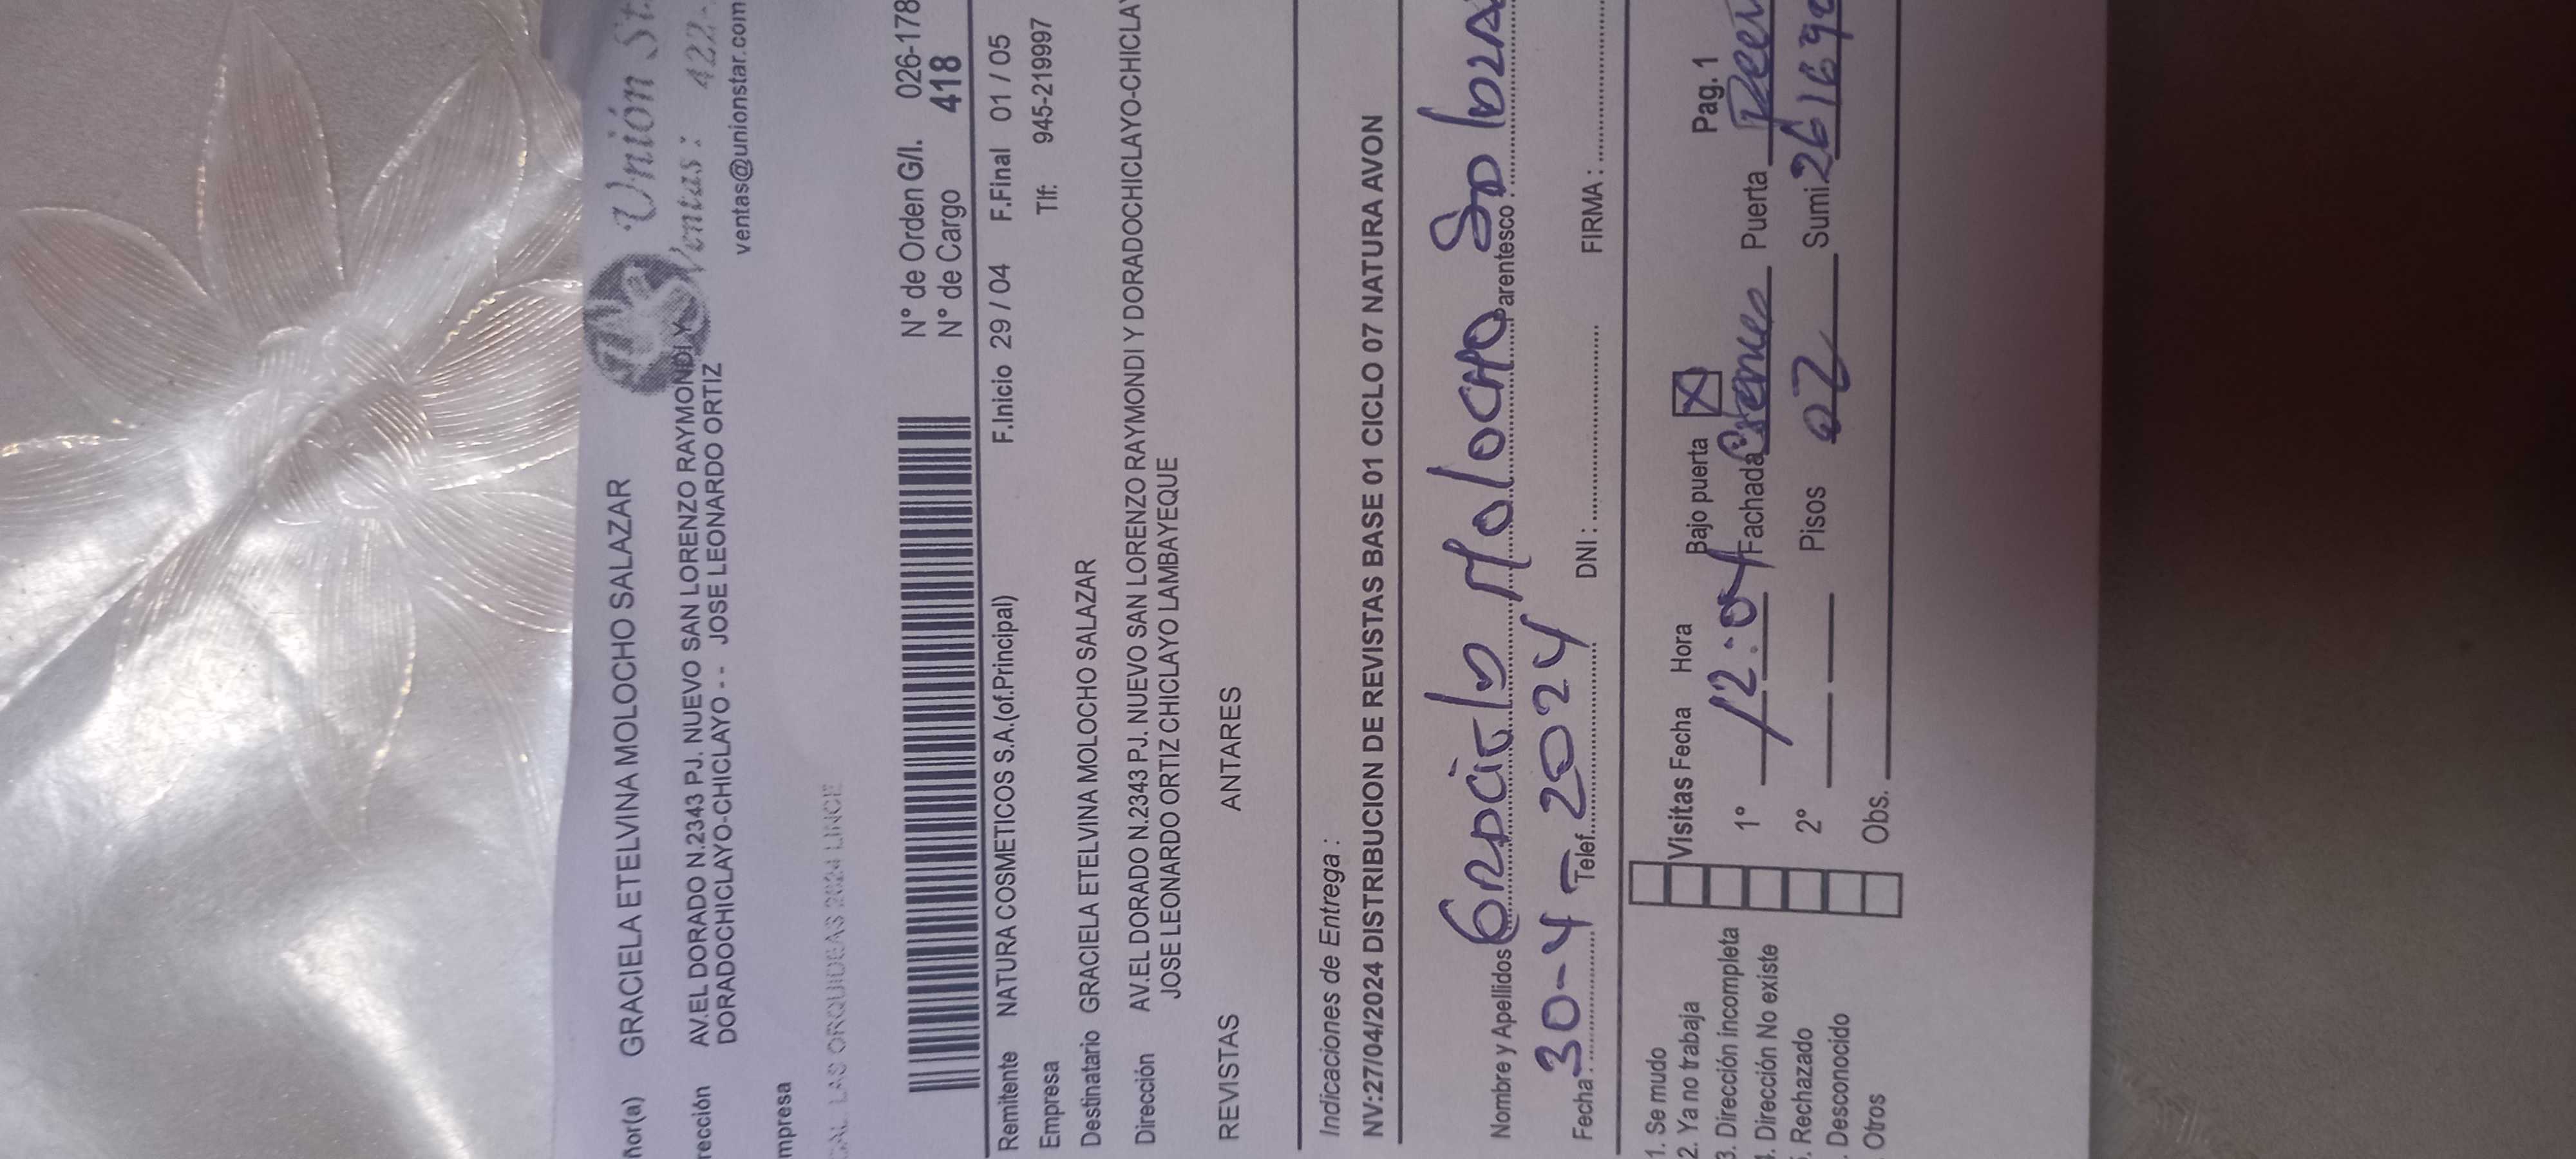 Unión St
Ventas: 422-
ventas@unionstar.com
ñor(a) GRACIELA ETELVINA MOLOCHO SALAZAR
rección AV.EL DORADO N.2343 PJ. NUEVO SAN LORENZO RAYMONDI Y
DORADOCHICLAYO-CHICLAYO - - JOSE LEONARDO ORTIZ
mpresa
CAL. LAS ORQUIDEAS 2624 LINCE
N° de Orden G/I. 026-178
N° de Cargo 418
Remitente NATURA COSMETICOS S.A.(of.Principal) F.Inicio 29 / 04 F.Final 01 / 05
Empresa Tlf: 945-219997
Destinatario GRACIELA ETELVINA MOLOCHO SALAZAR
Dirección AV.EL DORADO N.2343 PJ. NUEVO SAN LORENZO RAYMONDI Y DORADOCHICLAYO-CHICLAY
JOSE LEONARDO ORTIZ CHICLAYO LAMBAYEQUE
REVISTAS ANTARES
Indicaciones de Entrega :
NV:27/04/2024 DISTRIBUCION DE REVISTAS BASE 01 CICLO 07 NATURA AVON
Nombre y Apellidos Graciela Molocho Parentesco :
Fecha : 30-4-2024 Telef. DNI : FIRMA :
1. Se mudo
2. Ya no trabaja Visitas Fecha Hora Bajo puerta X Pag. 1
3. Dirección incompleta 1° 12:04 Fachada Puerta
4. Dirección No existe
. Rechazado 2° Pisos 02 Sumi. 26169
. Desconocido
Otros Obs.